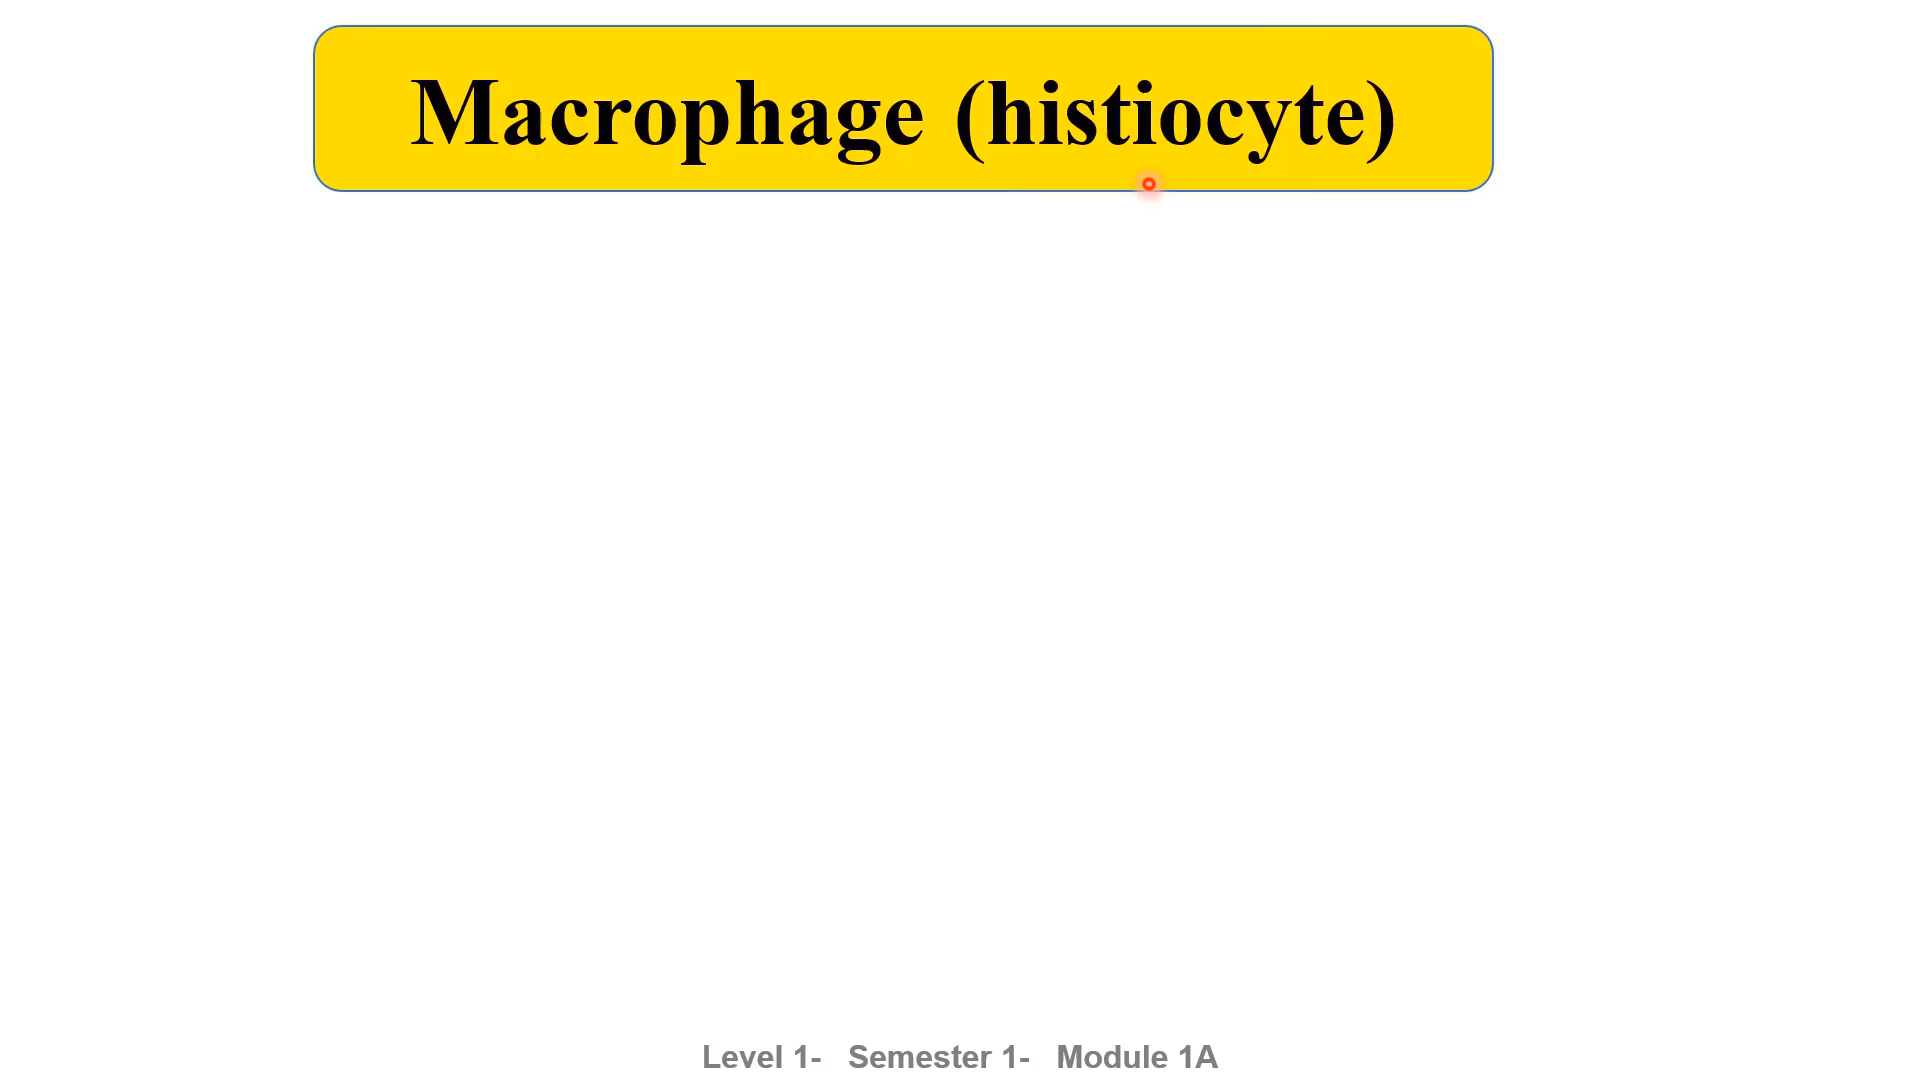 Macrophage (histiocyte)
Level 1- Semester 1- Module 1A